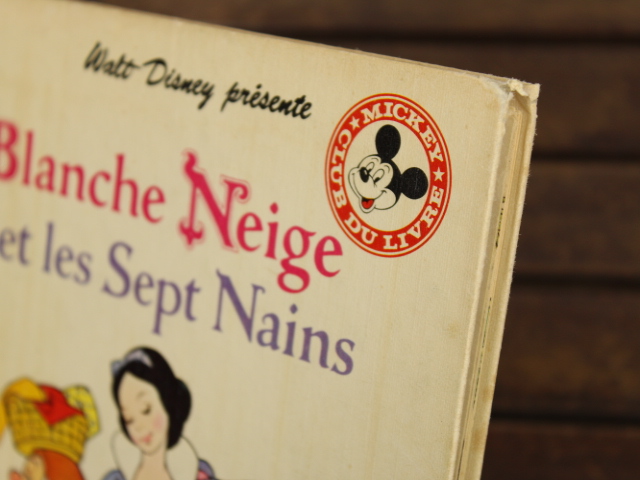 Walt Disney présente
Blanche Neige
et les Sept Nains
MICKEY
CLUB DU LIVRE